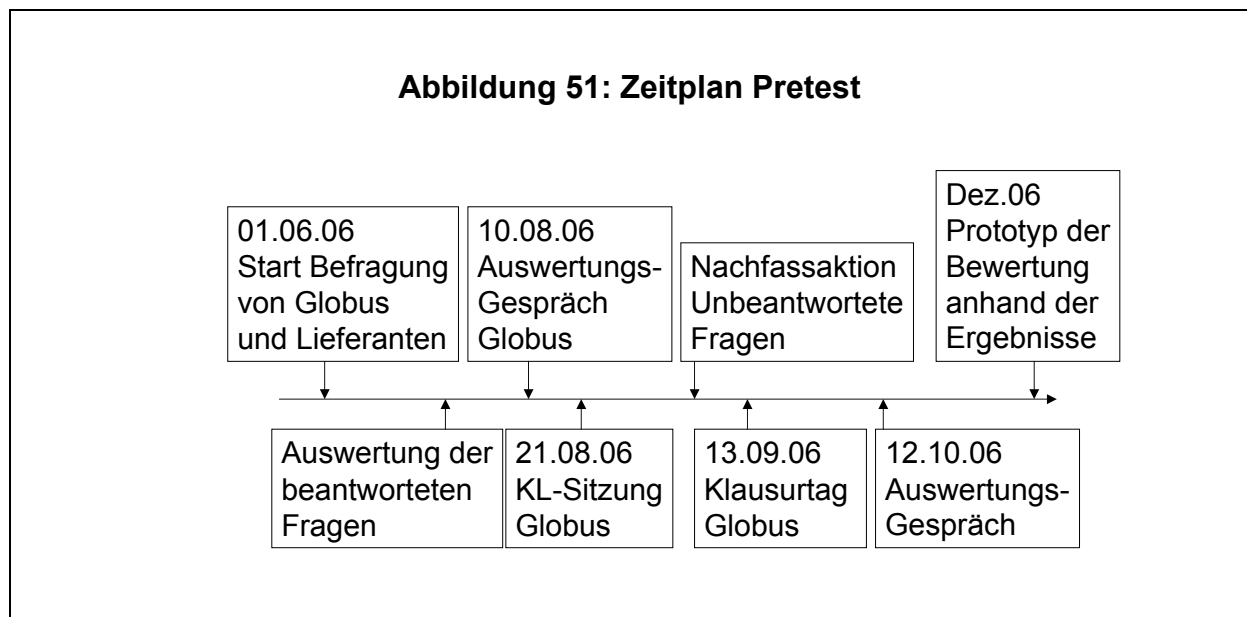 Abbildung 51: Zeitplan Pretest
01.06.06
Start Befragung
von Globus
und Lieferanten
10.08.06
Auswertungs-
Gespräch
Globus
Nachfassaktion
Unbeantwortete
Fragen
Dez.06
Prototyp der
Bewertung
anhand der
Ergebnisse
Auswertung der
beantworteten
Fragen
21.08.06
KL-Sitzung
Globus
13.09.06
Klausurtag
Globus
12.10.06
Auswertungs-
Gespräch